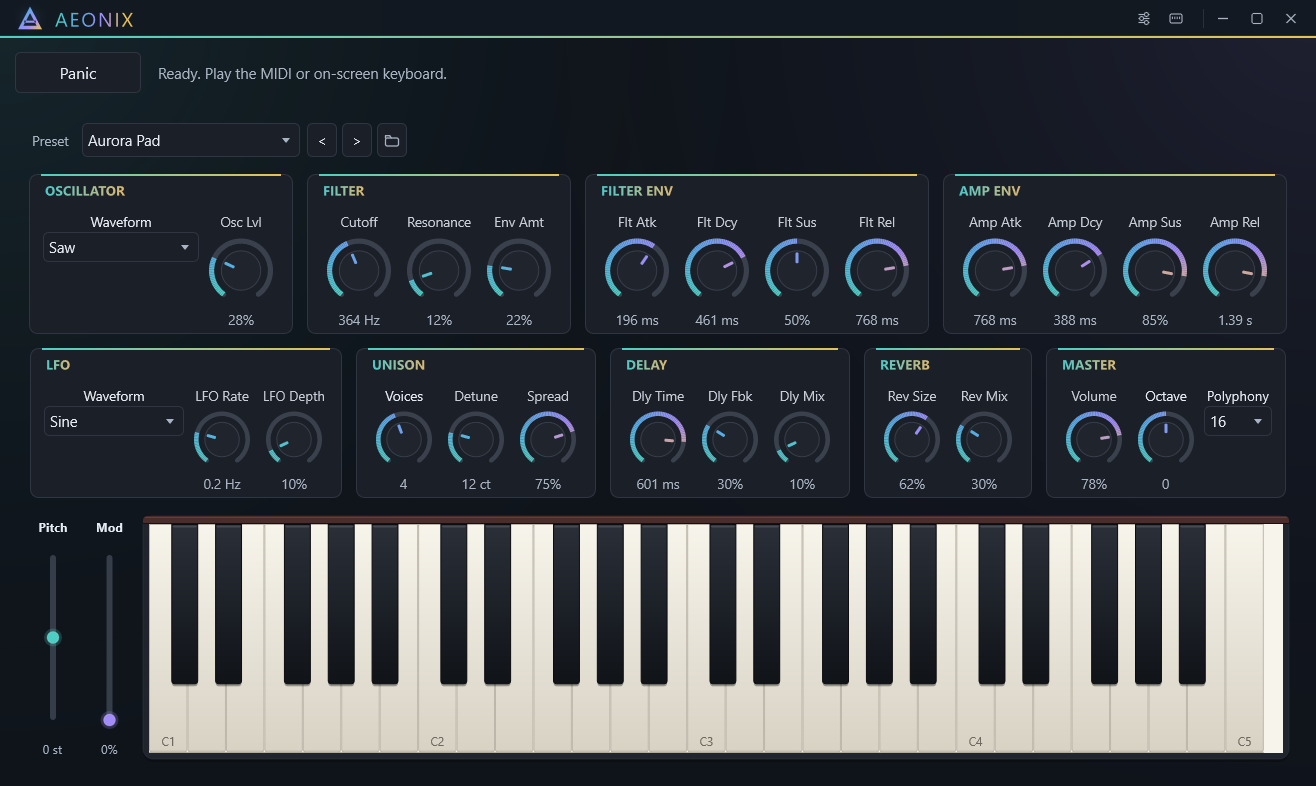 AEONIX
Panic
Ready. Play the MIDI or on-screen keyboard.
Preset
Aurora Pad
<
>
OSCILLATOR
Waveform
Osc Lvl
Saw
28%
FILTER
Cutoff Resonance Env Amt
364 Hz 12% 22%
FILTER ENV
Flt Atk Flt Dcy Flt Sus Flt Rel
196 ms 461 ms 50% 768 ms
AMP ENV
Amp Atk Amp Dcy Amp Sus Amp Rel
768 ms 388 ms 85% 1.39 s
LFO
Waveform LFO Rate LFO Depth
Sine
0.2 Hz 10%
UNISON
Voices Detune Spread
4 12 ct 75%
DELAY
Dly Time Dly Fbk Dly Mix
601 ms 30% 10%
REVERB
Rev Size Rev Mix
62% 30%
MASTER
Volume Octave Polyphony
16
78% 0
Pitch Mod
0 st 0%
C1 C2 C3 C4 C5